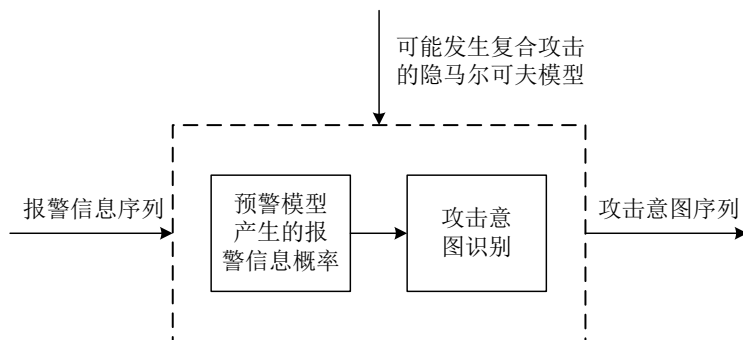 可能发生复合攻击
的隐马尔可夫模型
报警信息序列
预警模型
产生的报
警信息概率
攻击意
图识别
攻击意图序列